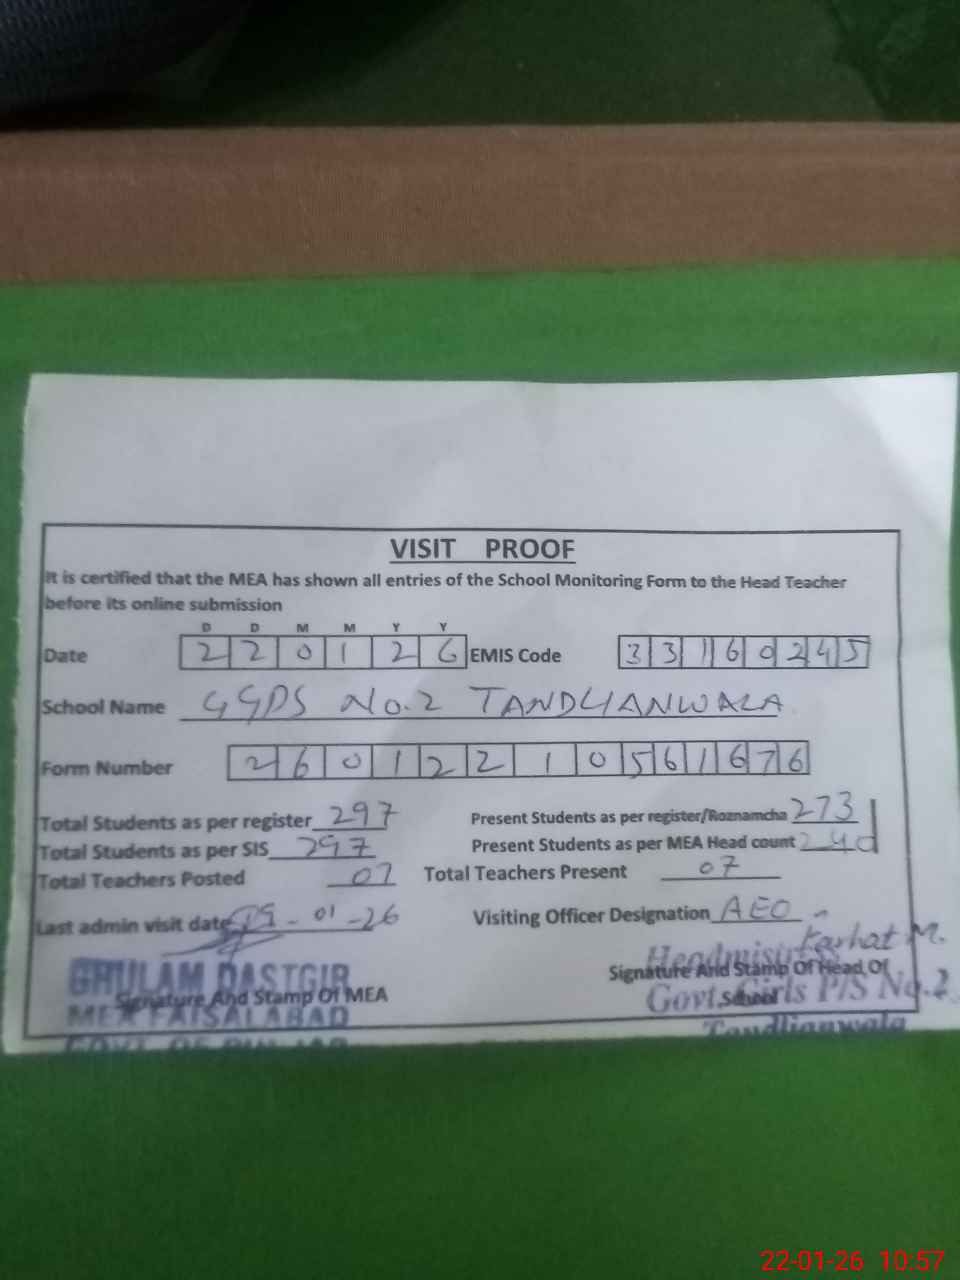 VISIT PROOF
It is certified that the MEA has shown all entries of the School Monitoring Form to the Head Teacher
before its online submission
D D M M Y Y
Date 2 2 0 1 2 6 EMIS Code 3 3 1 6 0 2 4 5
School Name GGPS No.2 TANDLIANWALA
Form Number 2 6 0 1 2 2 1 0 5 6 1 6 7 6
Total Students as per register 297 Present Students as per register/Roznamcha 273
Total Students as per SIS 297 Present Students as per MEA Head count 240
Total Teachers Posted 07 Total Teachers Present 07
Last admin visit date -01-26 Visiting Officer Designation AEO
Farhat M.
GHULAM DASTGIR Headmistress
Signature And Stamp Of MEA Signature And Stamp Of Head Of
School
MEA FAISALABAD Govt. Girls P/S No.2
GOVT OF PUNJAB Tandlianwala
22-01-26 10:57